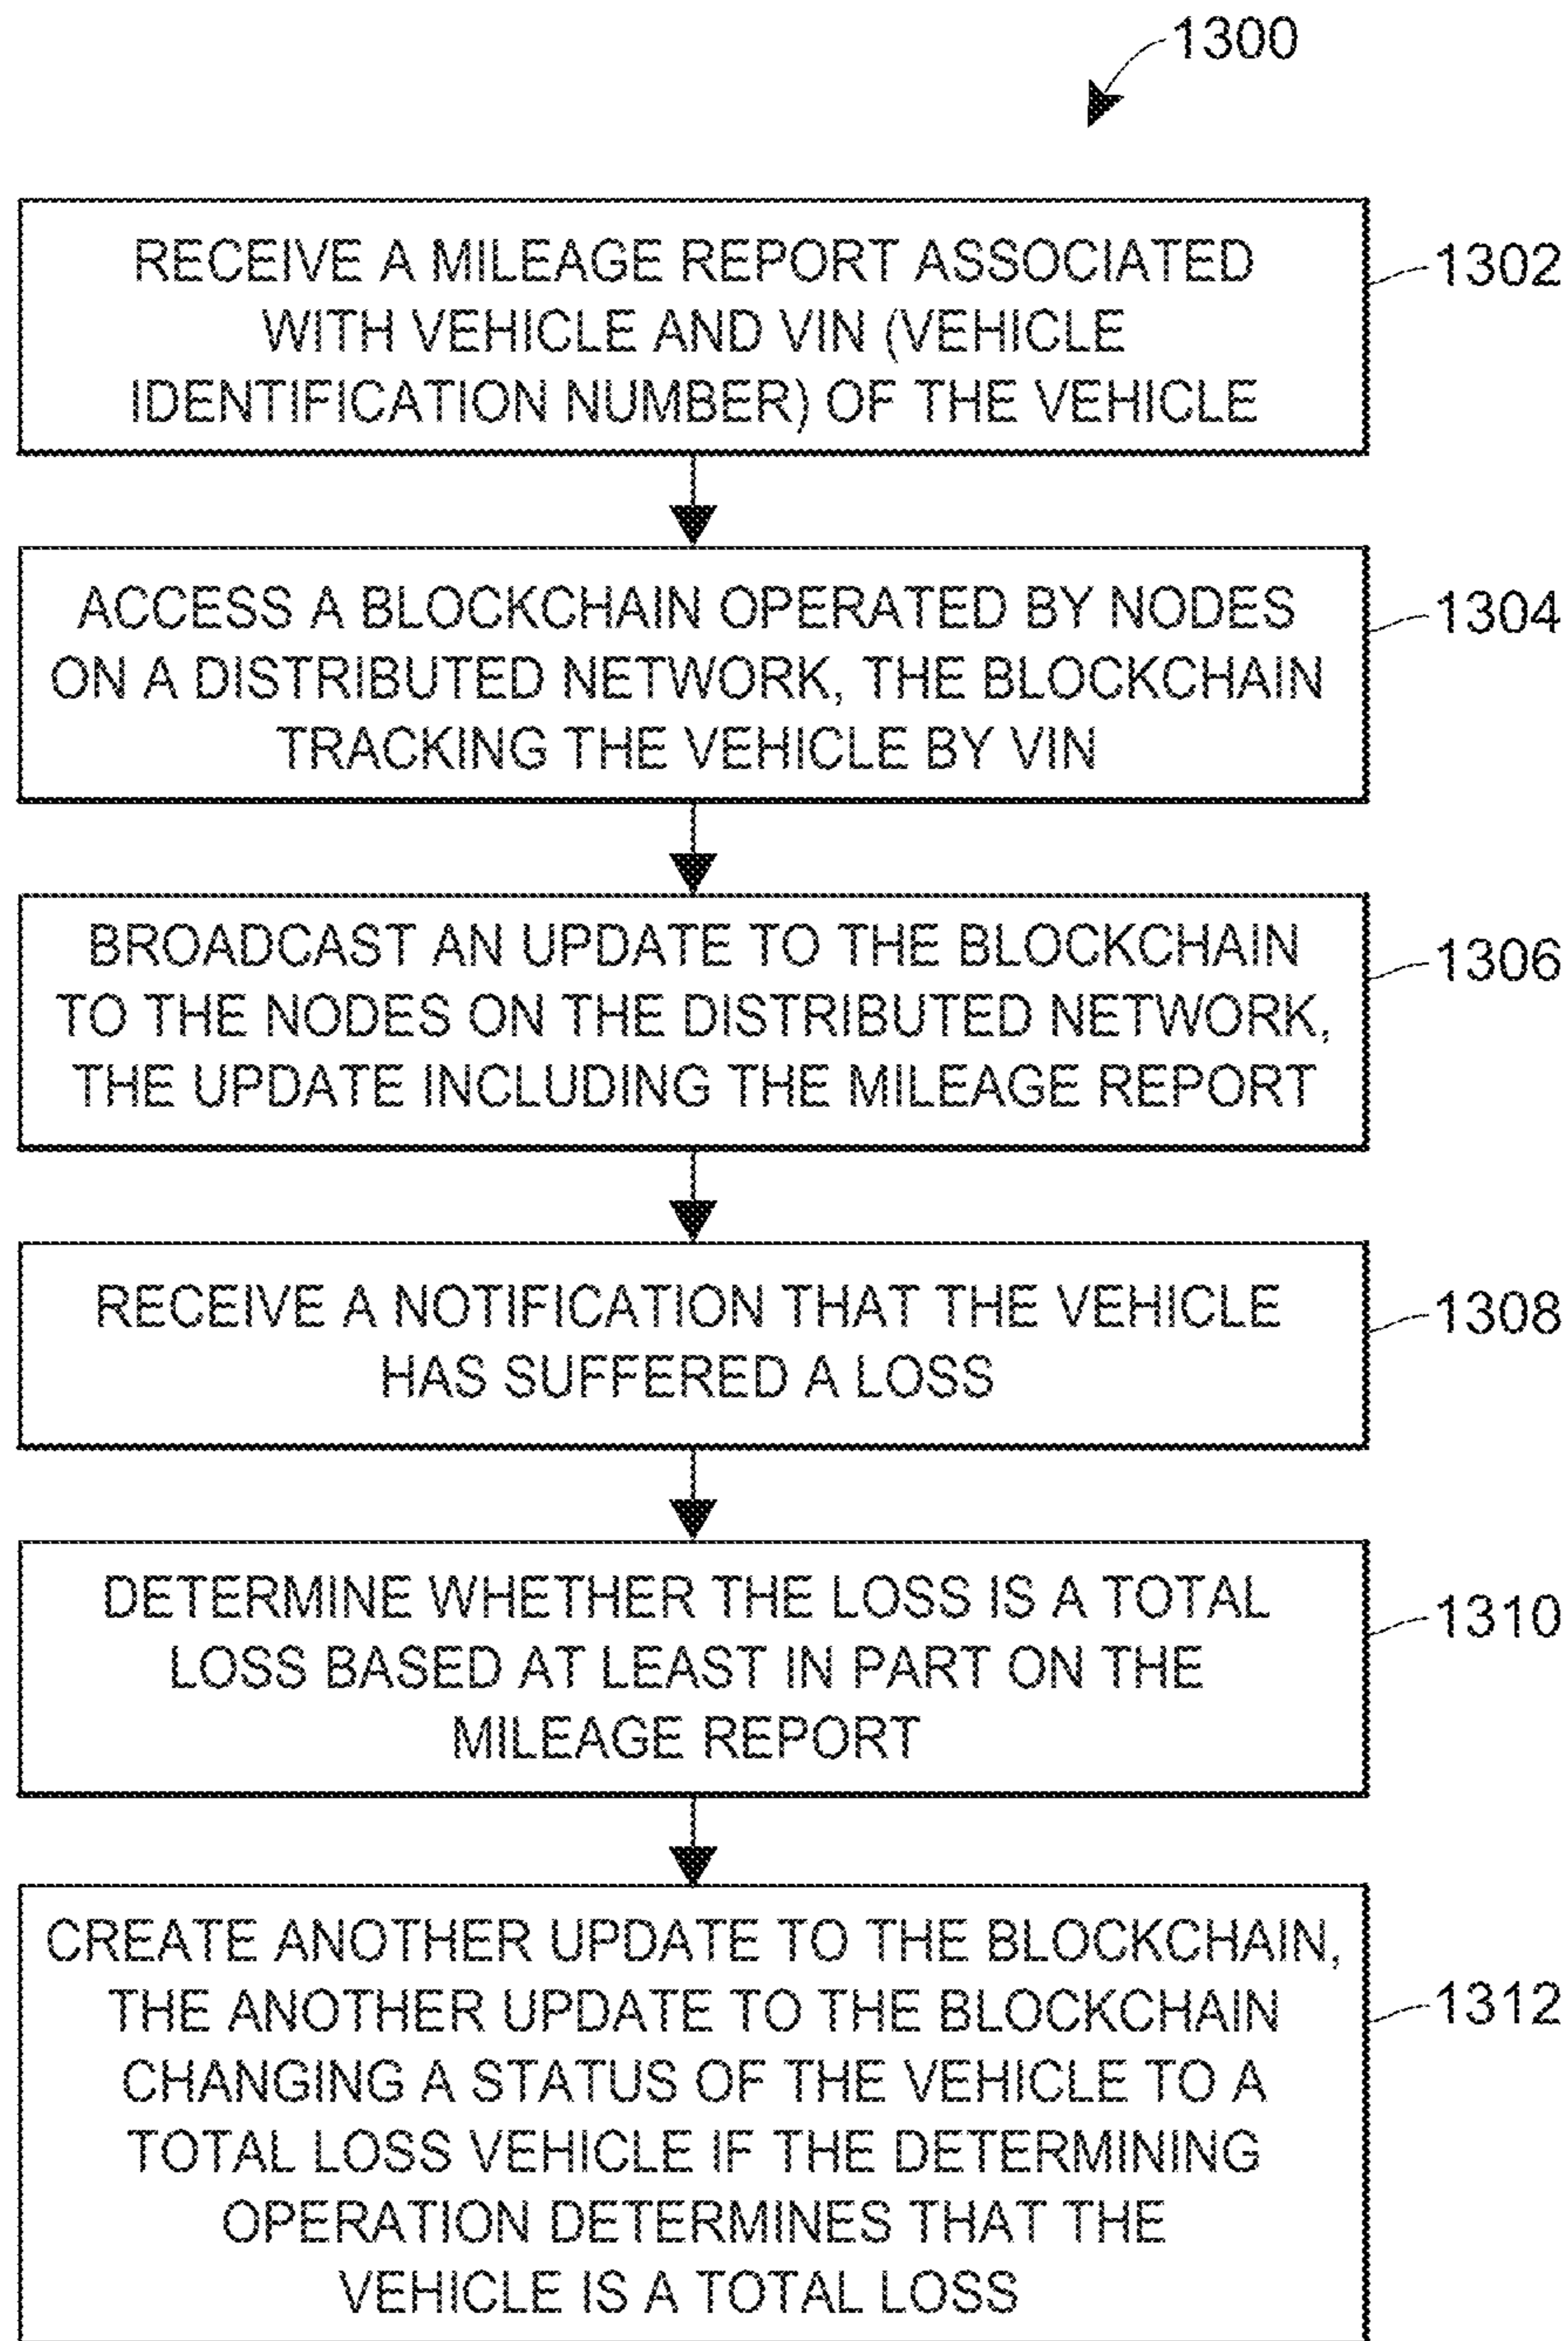 1300
RECEIVE A MILEAGE REPORT ASSOCIATED
WITH VEHICLE AND VIN (VEHICLE
IDENTIFICATION NUMBER) OF THE VEHICLE
1302
ACCESS A BLOCKCHAIN OPERATED BY NODES
ON A DISTRIBUTED NETWORK, THE BLOCKCHAIN
TRACKING THE VEHICLE BY VIN
1304
BROADCAST AN UPDATE TO THE BLOCKCHAIN
TO THE NODES ON THE DISTRIBUTED NETWORK,
THE UPDATE INCLUDING THE MILEAGE REPORT
1306
RECEIVE A NOTIFICATION THAT THE VEHICLE
HAS SUFFERED A LOSS
1308
DETERMINE WHETHER THE LOSS IS A TOTAL
LOSS BASED AT LEAST IN PART ON THE
MILEAGE REPORT
1310
CREATE ANOTHER UPDATE TO THE BLOCKCHAIN,
THE ANOTHER UPDATE TO THE BLOCKCHAIN
CHANGING A STATUS OF THE VEHICLE TO A
TOTAL LOSS VEHICLE IF THE DETERMINING
OPERATION DETERMINES THAT THE
VEHICLE IS A TOTAL LOSS
1312